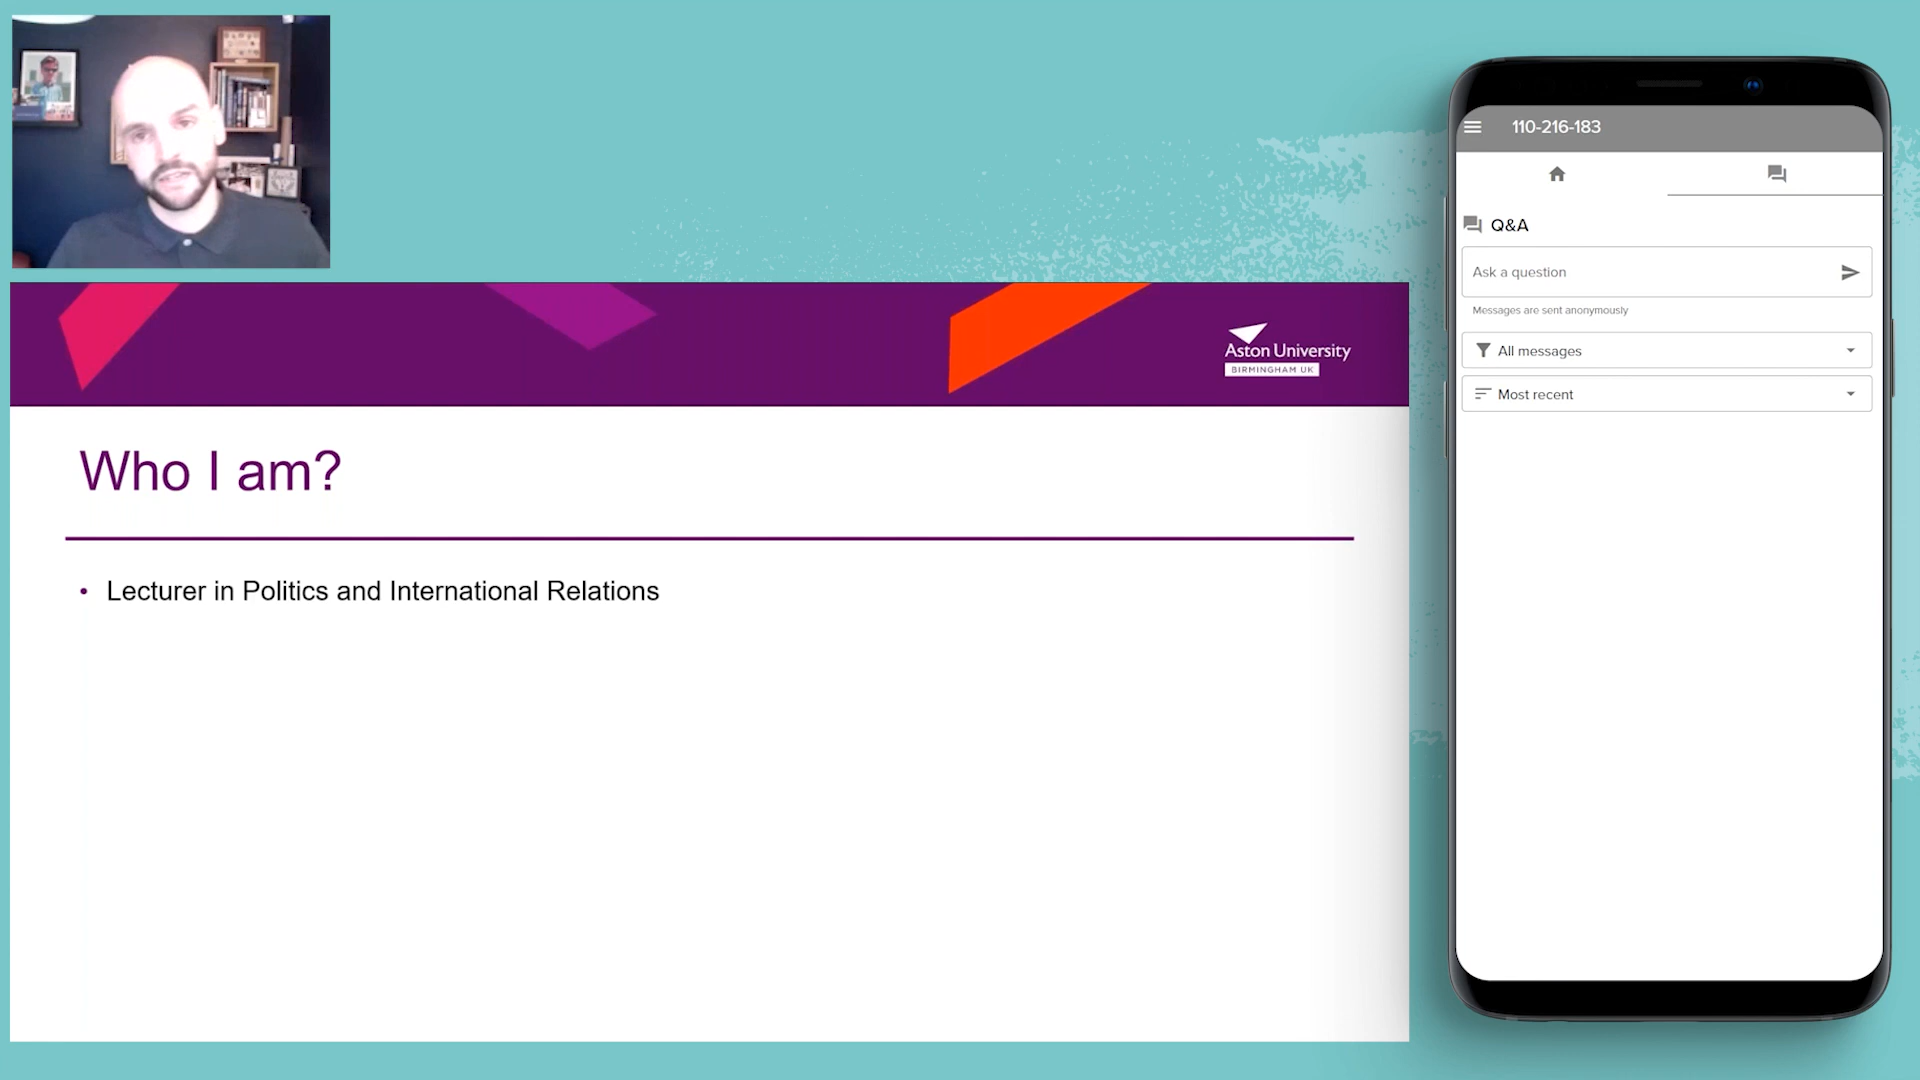 Aston University
BIRMINGHAM UK
Who I am?
• Lecturer in Politics and International Relations
110-216-183
Q&A
Ask a question
Messages are sent anonymously
All messages
Most recent